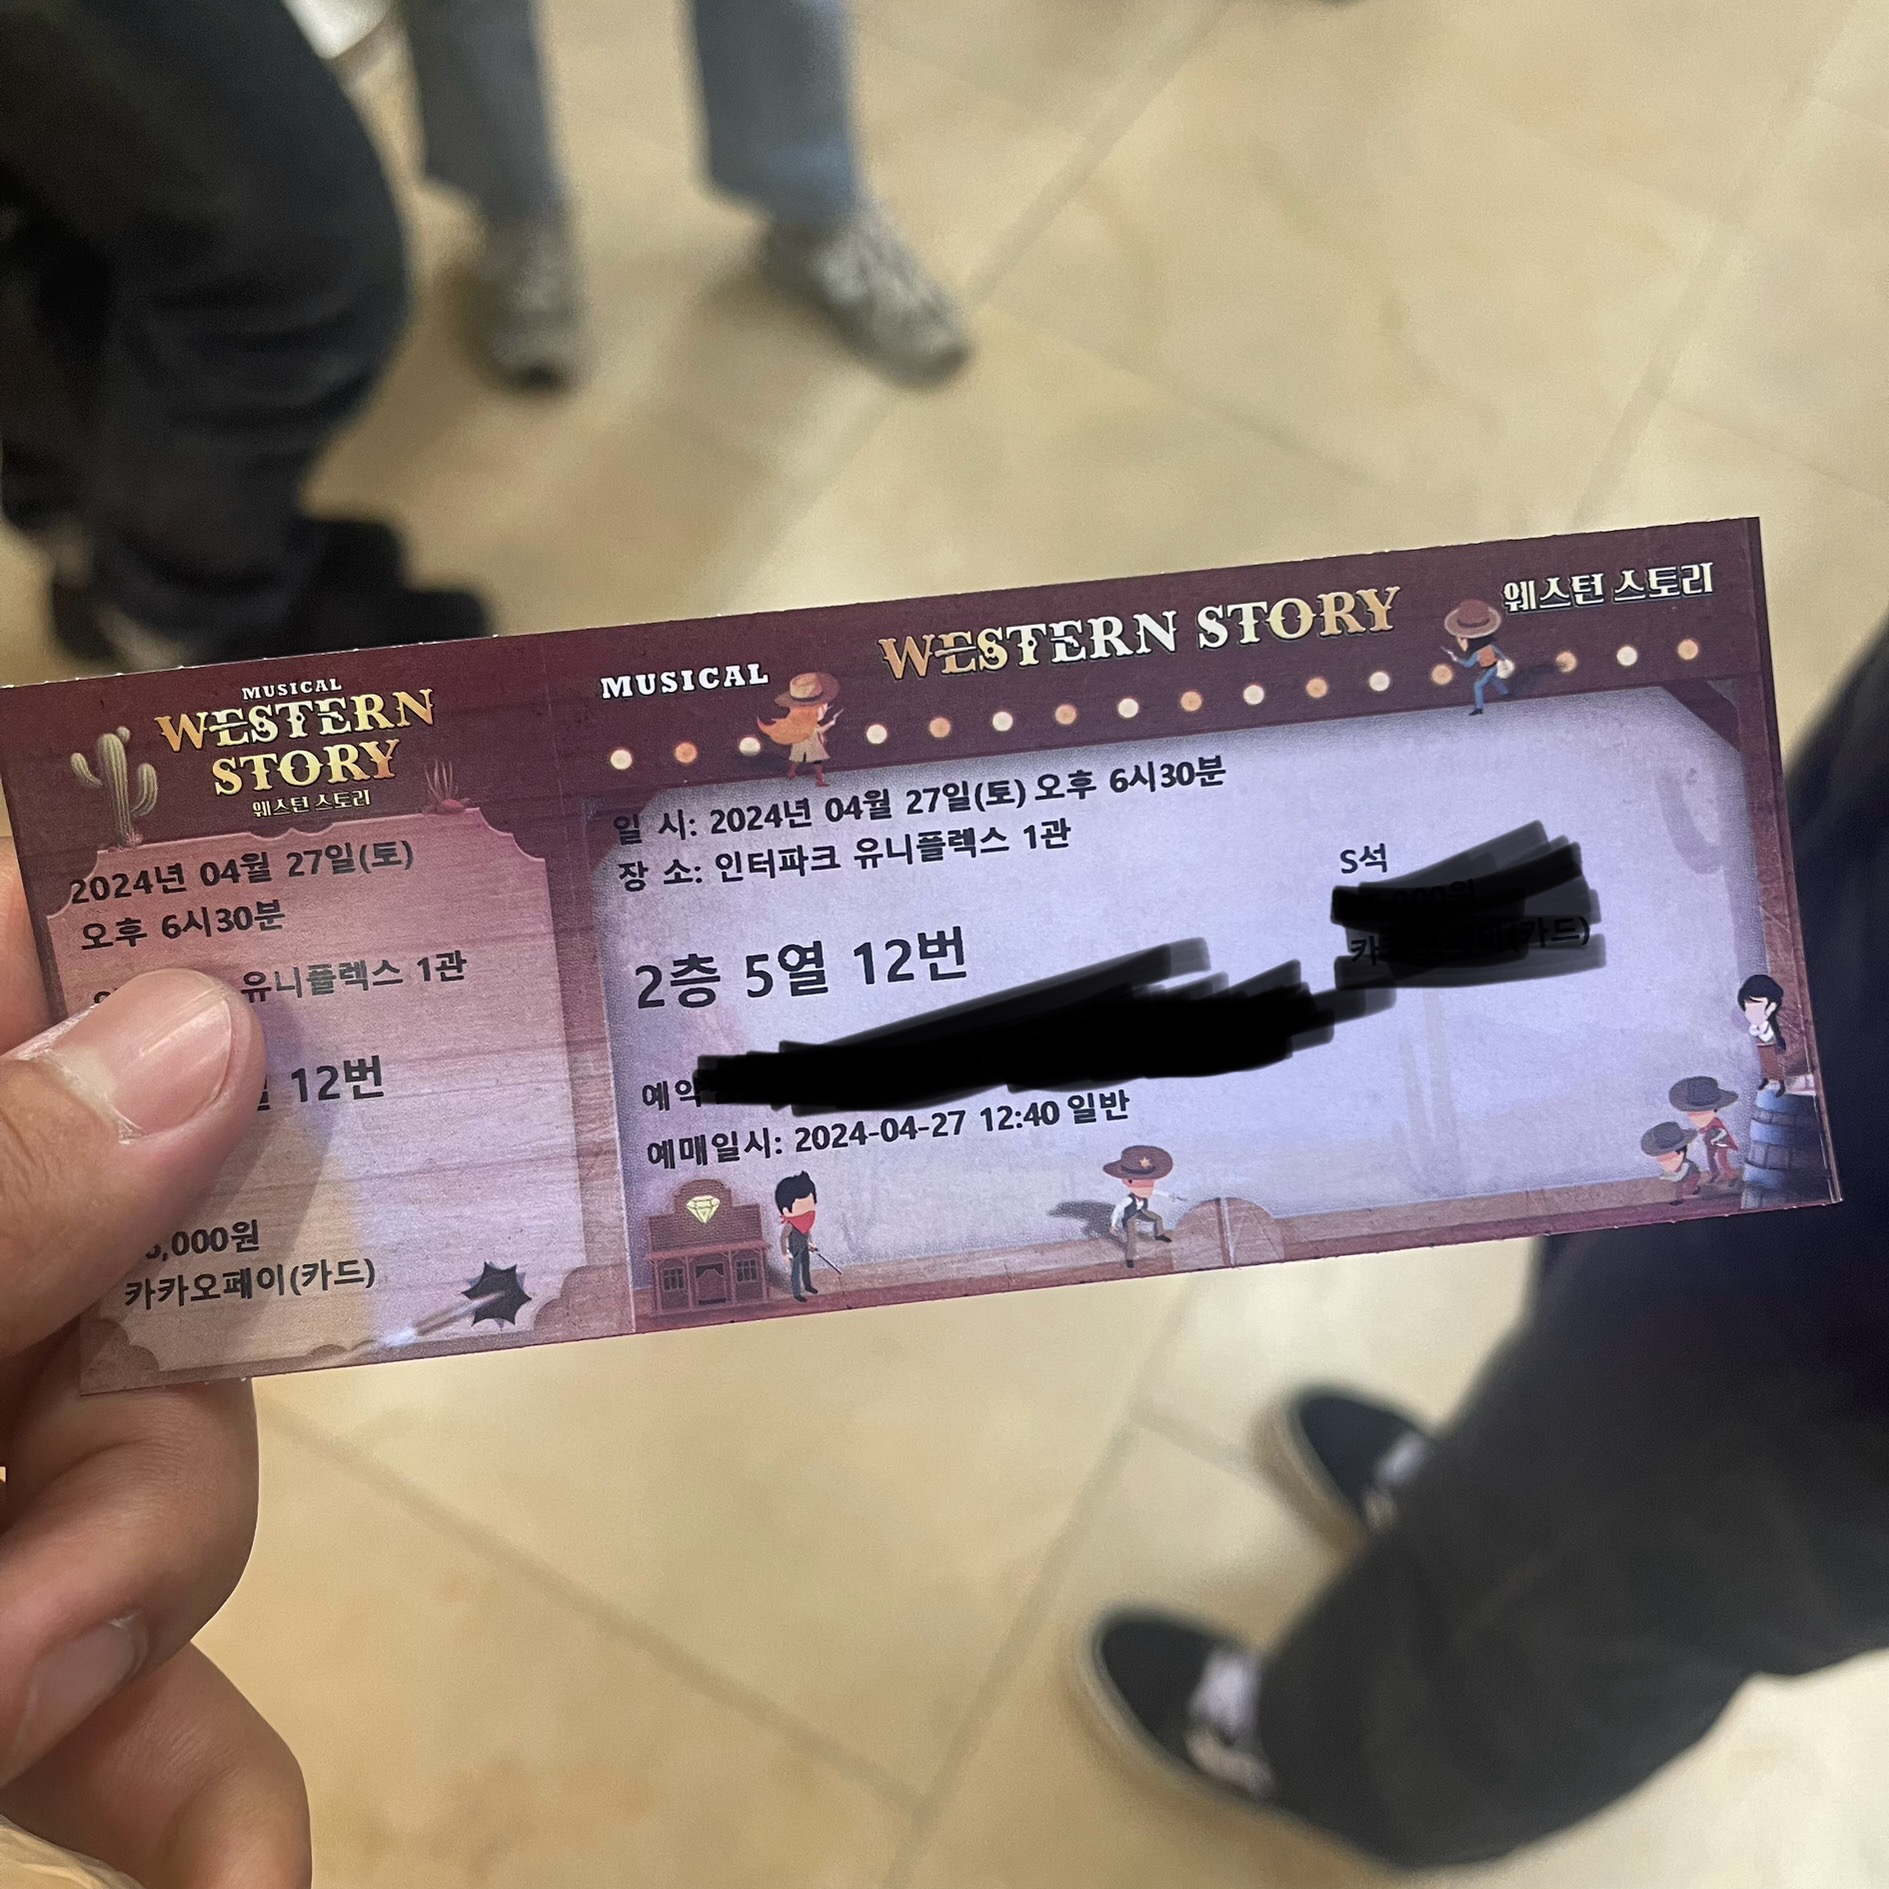 MUSICAL
WESTERN
STORY
웨스턴 스토리
2024년 04월 27일(토)
오후 6시30분
유니플렉스 1관
12번
,000원
카카오페이(카드)
MUSICAL WESTERN STORY 웨스턴 스토리
일 시: 2024년 04월 27일(토) 오후 6시30분
장 소: 인터파크 유니플렉스 1관
S석
2층 5열 12번
예약
예매일시: 2024-04-27 12:40 일반